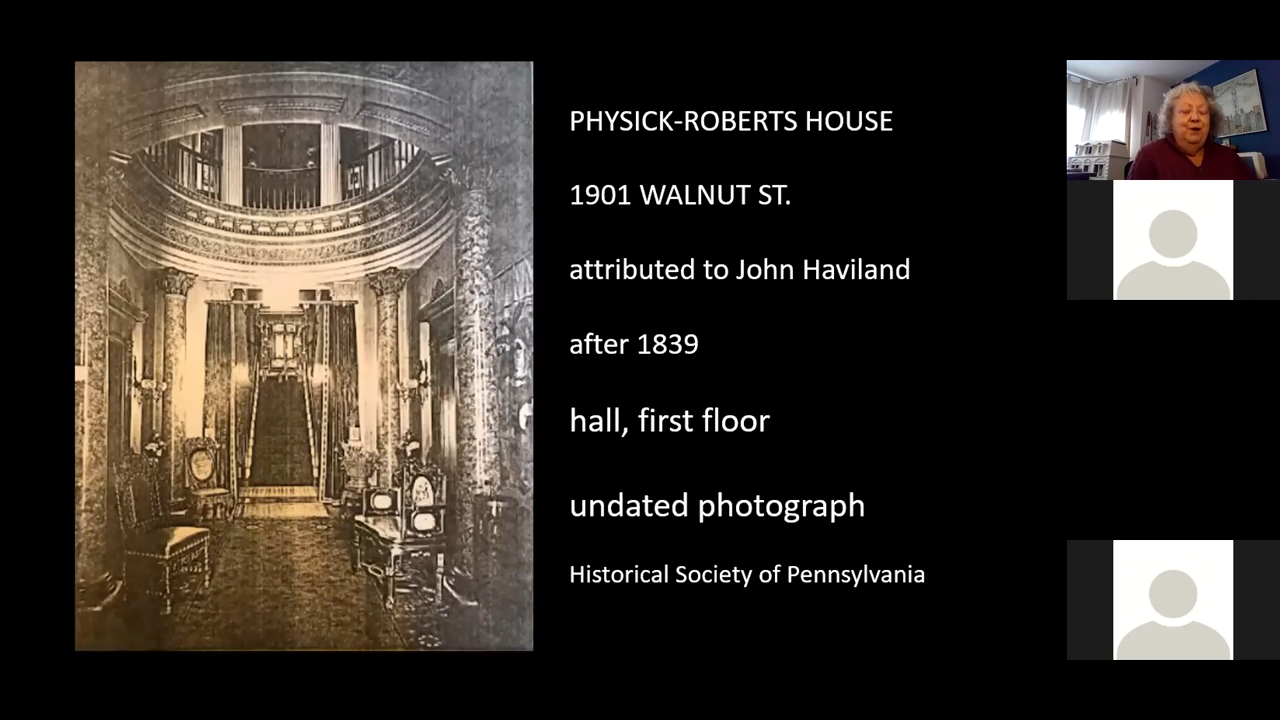 PHYSICK-ROBERTS HOUSE
1901 WALNUT ST.
attributed to John Haviland
after 1839
hall, first floor
undated photograph
Historical Society of Pennsylvania